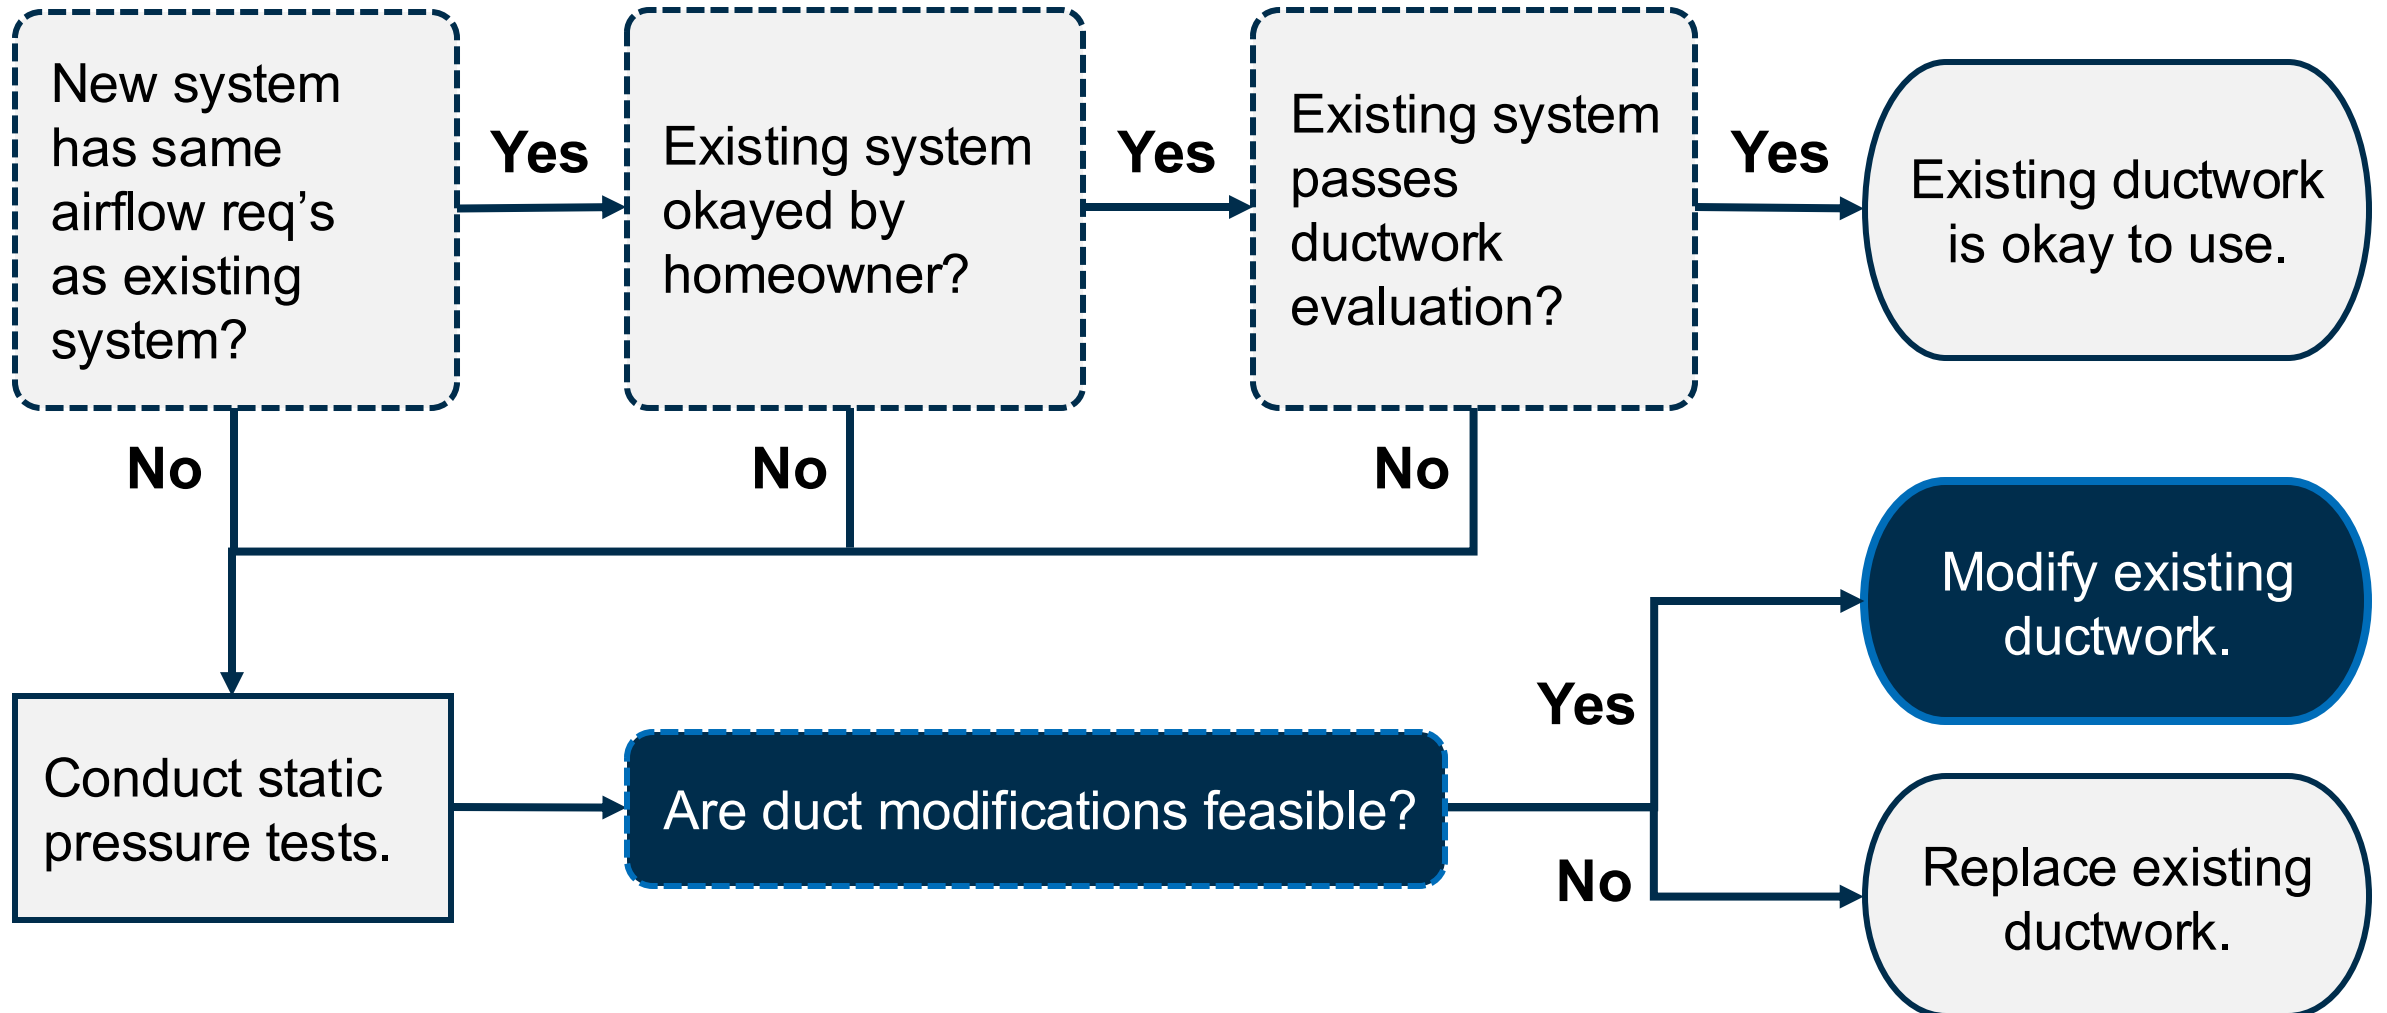 New system
has same
airflow req’s
as existing
system?
Yes
Existing system
okayed by
homeowner?
Yes
Existing system
passes
ductwork
evaluation?
Yes
Existing ductwork
is okay to use.
No
No
No
Conduct static
pressure tests.
Are duct modifications feasible?
Yes
Modify existing
ductwork.
No
Replace existing
ductwork.